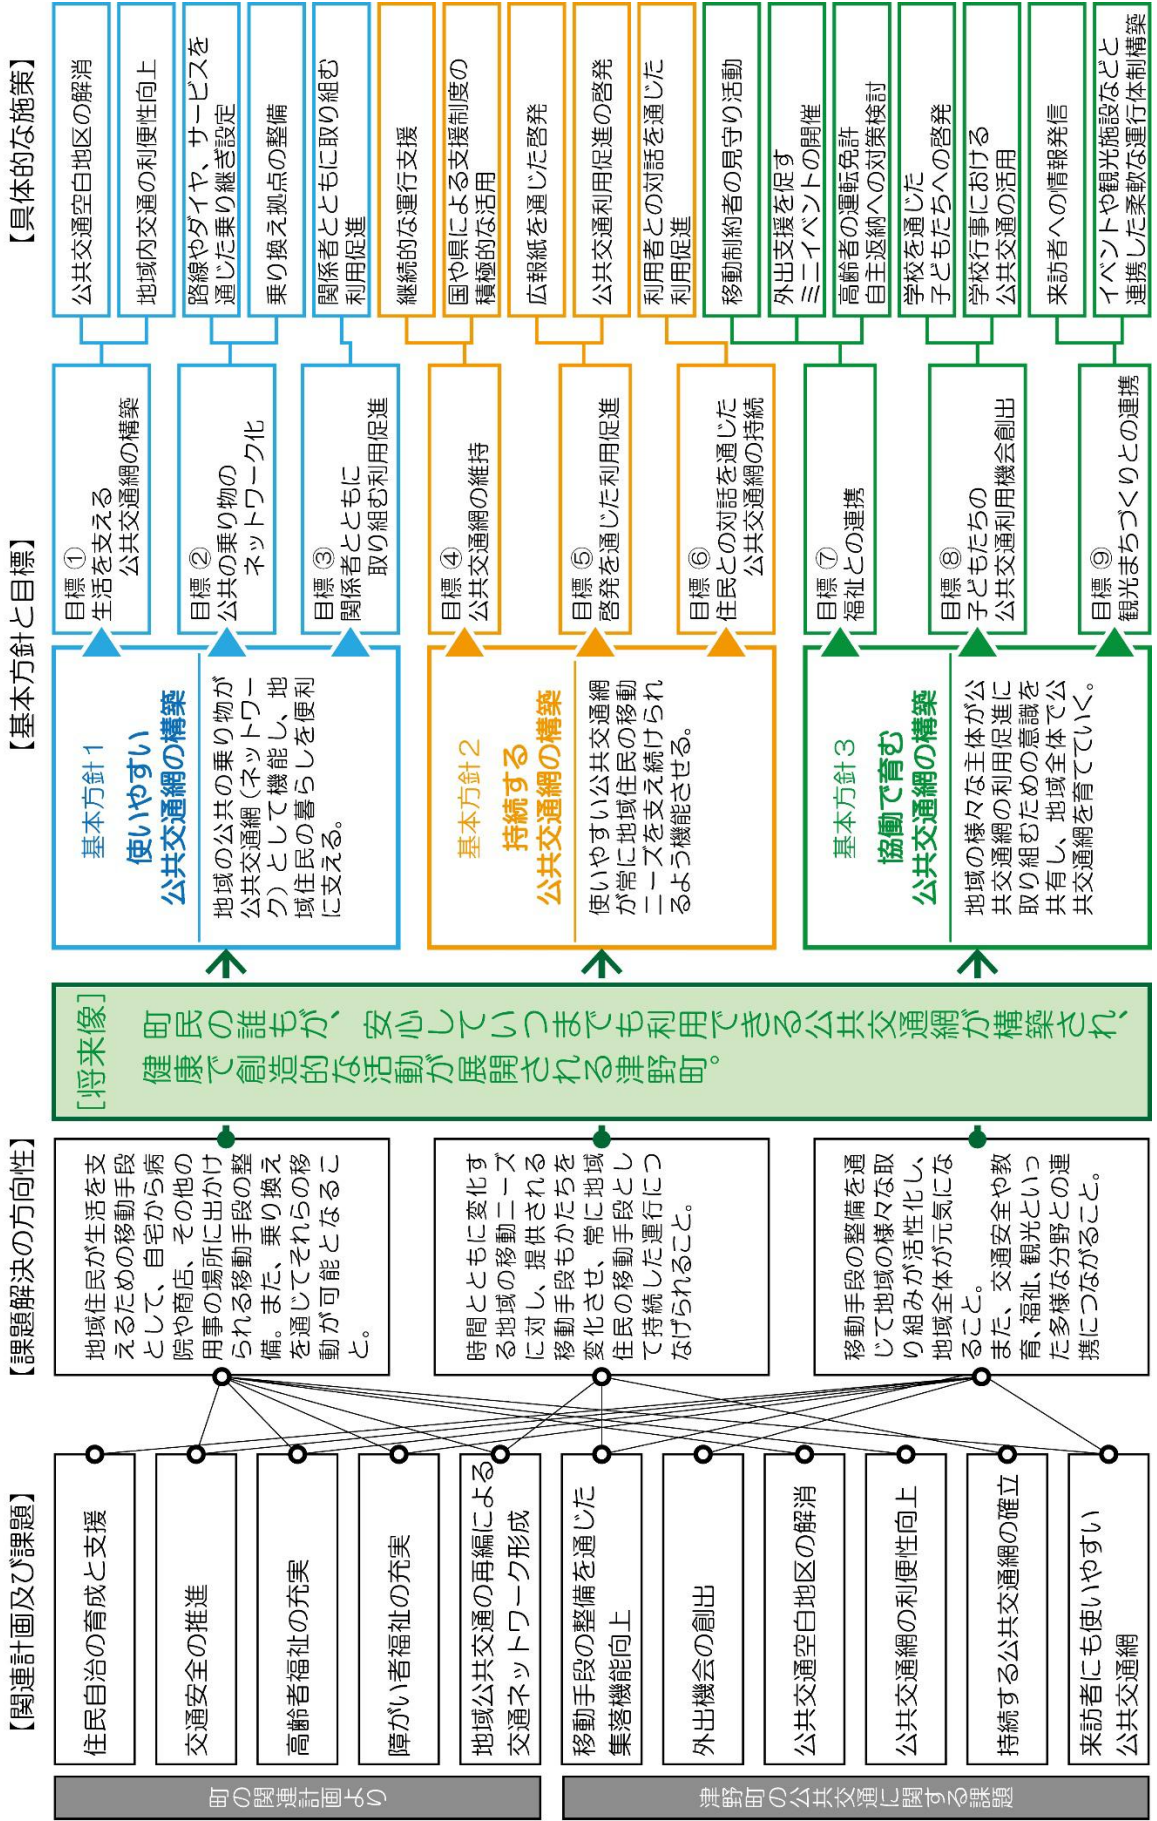 【関連計画及び課題】
町の関連計画より
住民自治の育成と支援
交通安全の推進
高齢者福祉の充実
障がい者福祉の充実
地域公共交通の再編による
交通ネットワーク形成
津野町の公共交通に関する課題
移動手段の整備を通じた
集落機能向上
外出機会の創出
公共交通空白地区の解消
公共交通網の利便性向上
持続する公共交通網の確立
来訪者にも使いやすい
公共交通網
【課題解決の方向性】
地域住民が生活を支
えるための移動手段
として、自宅から病
院や商店、その他の
用事の場所に出かけ
られる移動手段の整
備。また、乗り換え
を通じてそれらの移
動が可能となるこ
と。
時間とともに変化す
る地域の移動ニーズ
に対し、提供される
移動手段もかたちを
変化させ、常に地域
住民の移動手段とし
て持続した運行につ
なげられること。
移動手段の整備を通
じて地域の様々な取
り組みが活性化し、
地域全体が元気にな
ること。
また、交通安全や教
育、福祉、観光といっ
た多様な分野との連
携につながること。
[将来像]
町民の誰もが、安心していつまでも利用できる公共交通網が構築され、
健康で創造的な活動が展開される津野町。
【基本方針と目標】
基本方針1
使いやすい
公共交通網の構築
地域の公共の乗り物が
公共交通網（ネットワー
ク）として機能し、地
域住民の暮らしを便利
に支える。
目標①
生活を支える
公共交通網の構築
目標②
公共の乗り物の
ネットワーク化
目標③
関係者とともに
取り組む利用促進
基本方針2
持続する
公共交通網の構築
使いやすい公共交通網
が常に地域住民の移動
ニーズを支え続けられ
るよう機能させる。
目標④
公共交通網の維持
目標⑤
啓発を通じた利用促進
目標⑥
住民との対話を通じた
公共交通網の持続
基本方針3
協働で育む
公共交通網の構築
地域の様々な主体が公
共交通網の利用促進に
取り組むための意識を
共有し、地域全体で公
共交通網を育てていく。
目標⑦
福祉との連携
目標⑧
子どもたちの
公共交通利用機会創出
目標⑨
観光まちづくりとの連携
【具体的な施策】
公共交通空白地区の解消
地域内交通の利便性向上
路線やダイヤ、サービスを
通じた乗り継ぎ設定
乗り換え拠点の整備
関係者とともに取り組む
利用促進
継続的な運行支援
国や県による支援制度の
積極的な活用
広報紙を通じた啓発
公共交通利用促進の啓発
利用者との対話を通じた
利用促進
移動制約者の見守り活動
外出支援を促す
ミニイベントの開催
高齢者の運転免許
自主返納への対策検討
学校を通じた
子どもたちへの啓発
学校行事における
公共交通の活用
来訪者への情報発信
イベントや観光施設などと
連携した柔軟な運行体制構築